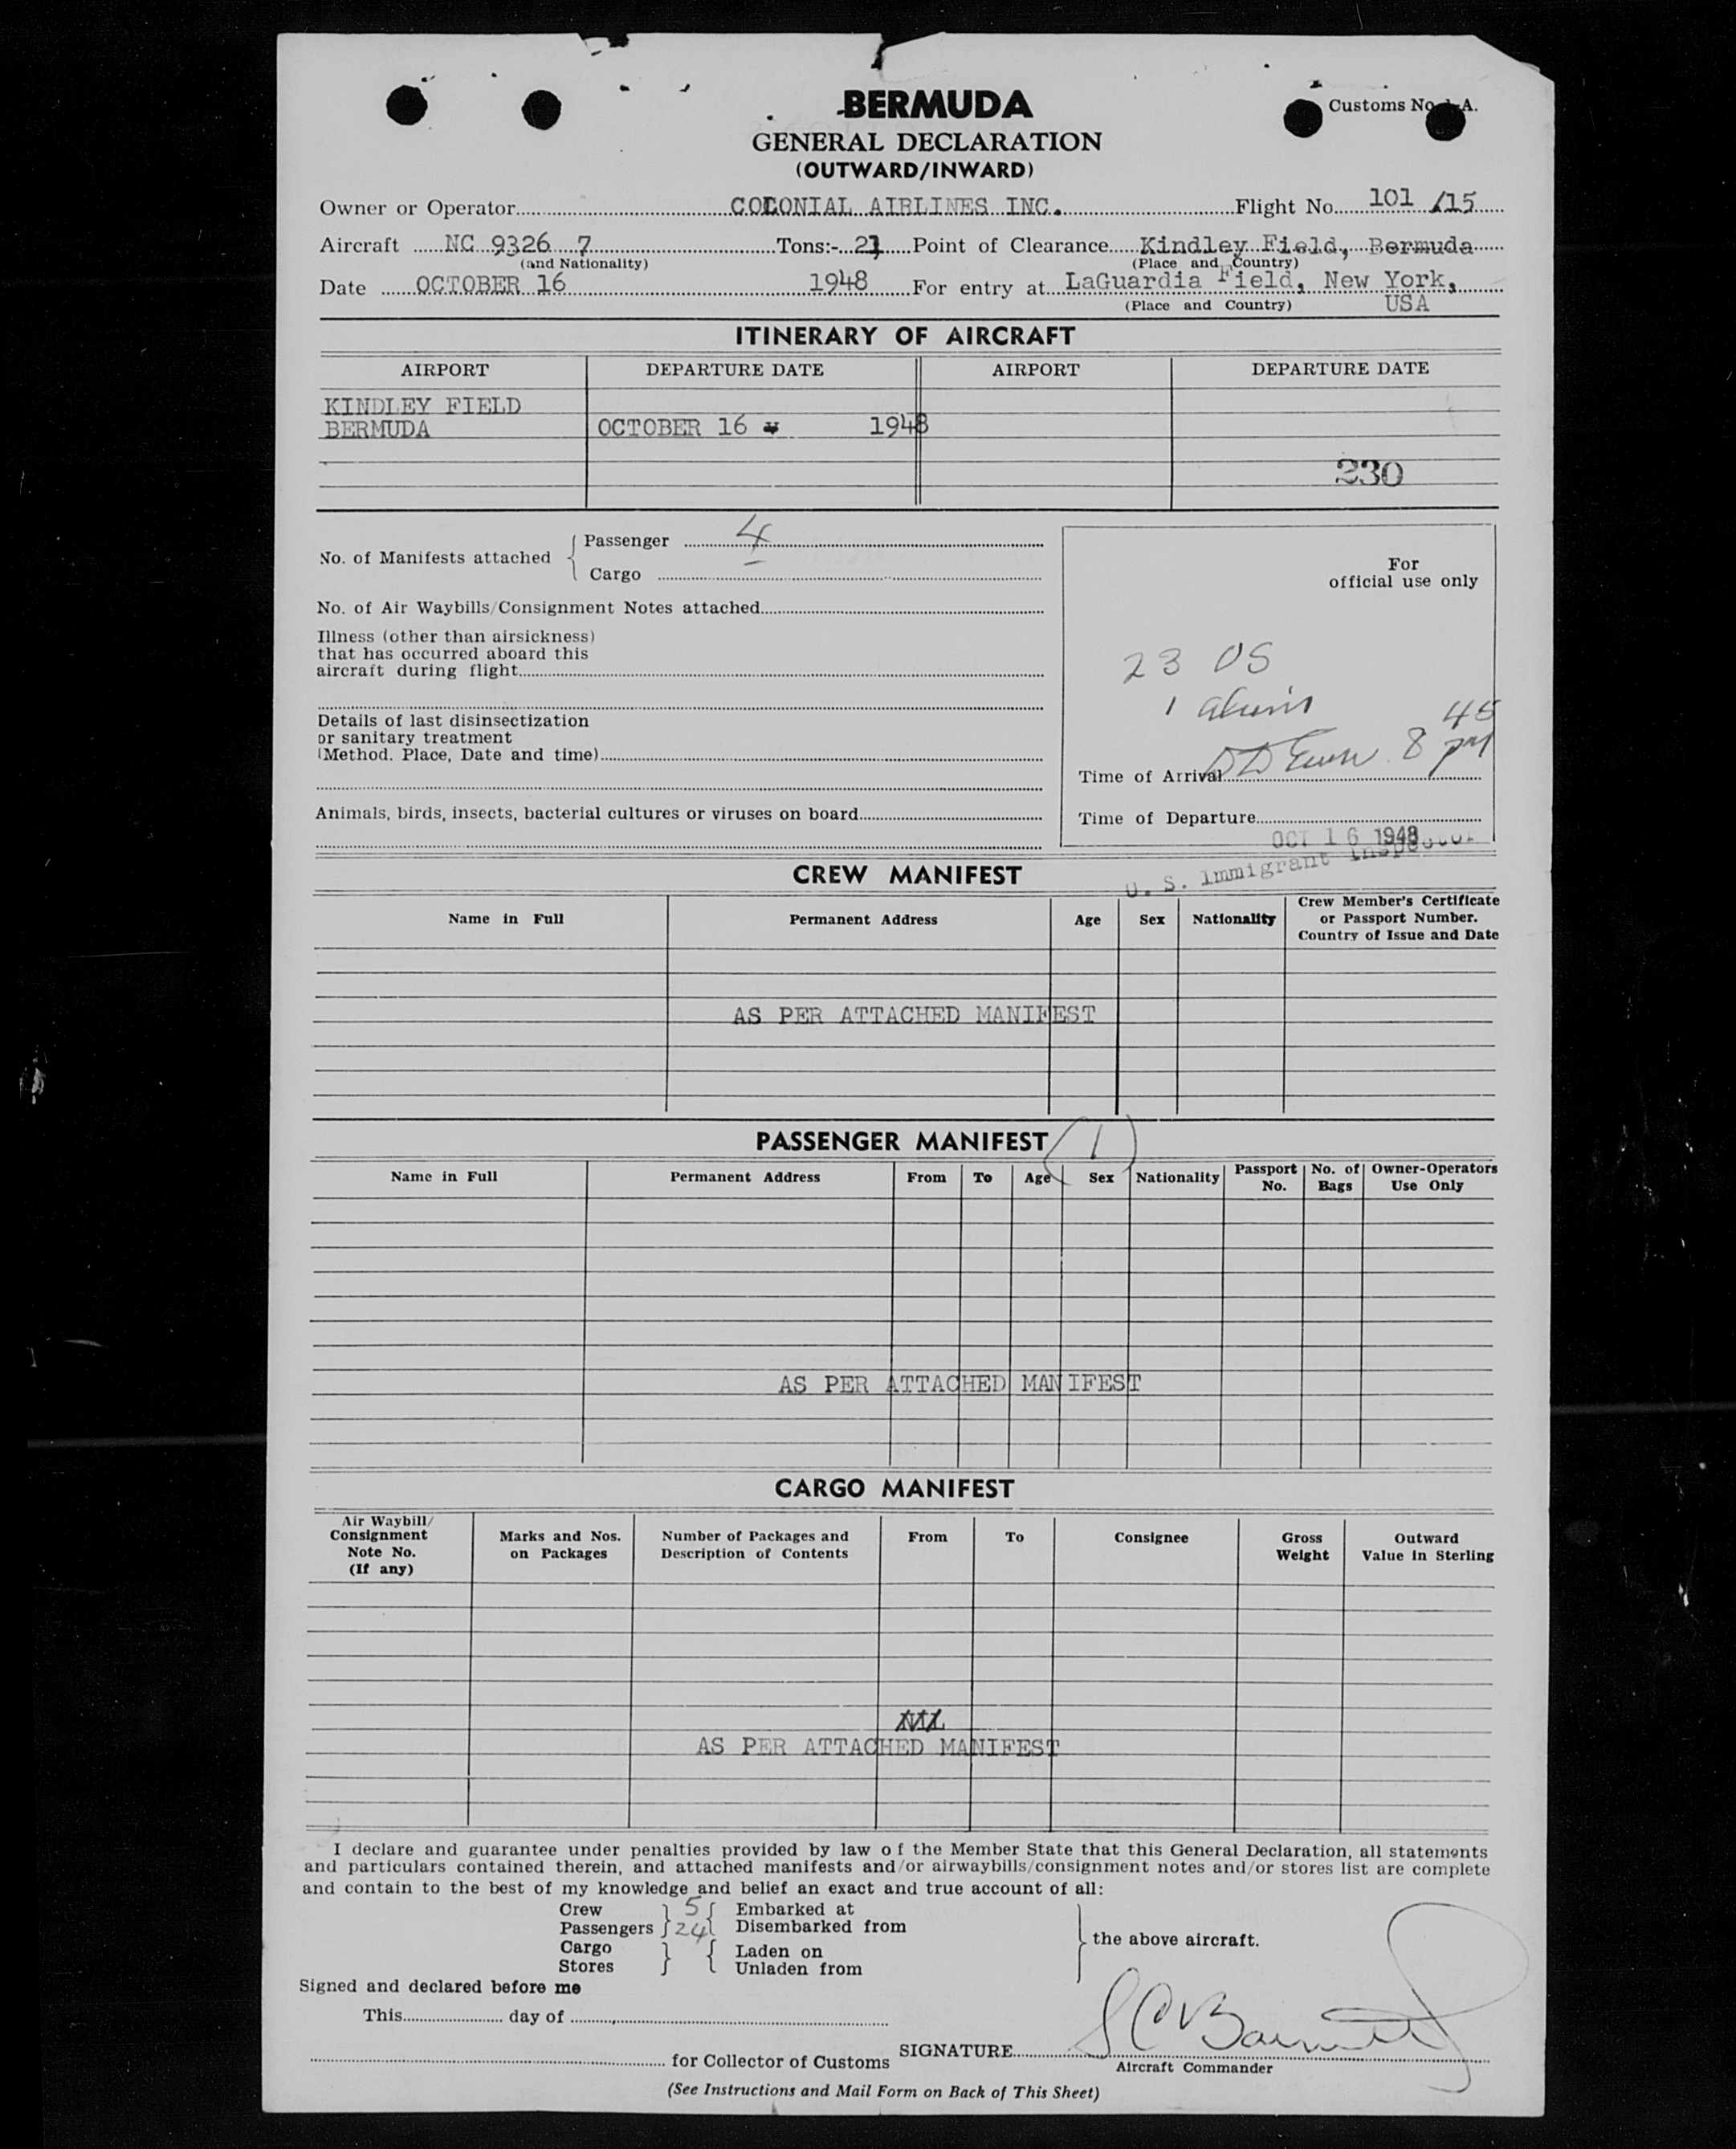 BERMUDA
Customs No. A.
GENERAL DECLARATION
(OUTWARD/INWARD)
Owner or Operator COLONIAL AIRLINES INC. Flight No. 101 /15
Aircraft NC 9326 7 Tons:- 21 Point of Clearance Kindley Field, Bermuda
(and Nationality) (Place and Country)
Date OCTOBER 16 1948 For entry at LaGuardia Field, New York,
(Place and Country) USA
ITINERARY OF AIRCRAFT
AIRPORT DEPARTURE DATE AIRPORT DEPARTURE DATE
KINDLEY FIELD
BERMUDA OCTOBER 16 1948
230
No. of Manifests attached
Passenger 4
Cargo
For
official use only
No. of Air Waybills/Consignment Notes attached
Illness (other than airsickness)
that has occurred aboard this
aircraft during flight
23 US
1
Details of last disinsectization
or sanitary treatment
(Method. Place, Date and time)
8 45 pm
Time of Arrival
Animals, birds, insects, bacterial cultures or viruses on board
Time of Departure
OCT 16 1948
U. S. Immigrant Inspector
CREW MANIFEST
Name in Full Permanent Address Age Sex Nationality Crew Member's Certificate
or Passport Number.
Country of Issue and Date
AS PER ATTACHED MANIFEST
PASSENGER MANIFEST (1)
Name in Full Permanent Address From To Age Sex Nationality Passport No. No. of Bags Owner-Operators Use Only
AS PER ATTACHED MANIFEST
CARGO MANIFEST
Air Waybill/
Consignment
Note No.
(If any)
Marks and Nos.
on Packages
Number of Packages and
Description of Contents
From To Consignee
Gross
Weight
Outward
Value in Sterling
AS PER ATTACHED MANIFEST
I declare and guarantee under penalties provided by law of the Member State that this General Declaration, all statements
and particulars contained therein, and attached manifests and/or airwaybills/consignment notes and/or stores list are complete
and contain to the best of my knowledge and belief an exact and true account of all:
Crew 5 Embarked at
Passengers 24 Disembarked from
Cargo Laden on
Stores Unladen from
the above aircraft.
Signed and declared before me
This day of
for Collector of Customs
SIGNATURE
Aircraft Commander
(See Instructions and Mail Form on Back of This Sheet)